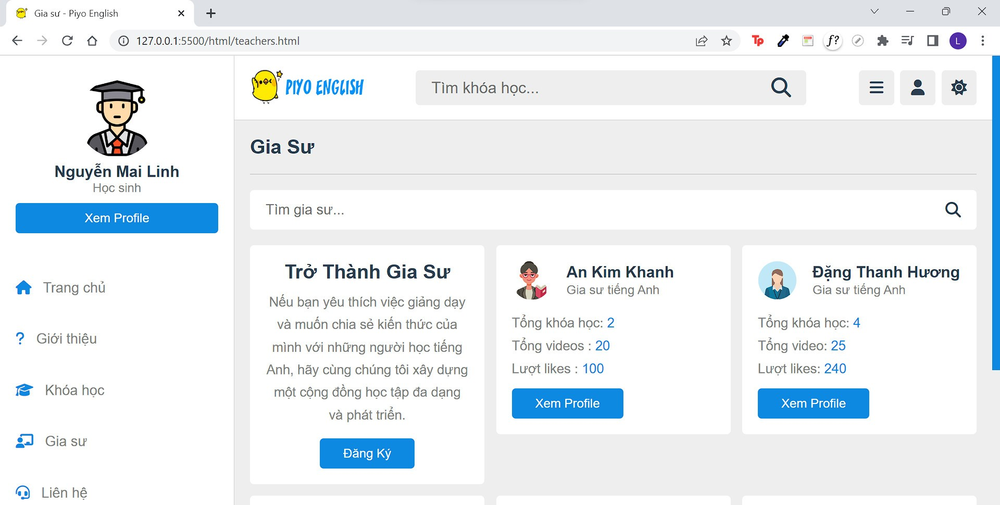 Gia sư - Piyo English
127.0.0.1:5500/html/teachers.html
Tp
f?
L
Nguyễn Mai Linh
Học sinh
Xem Profile
Trang chủ
Giới thiệu
Khóa học
Gia sư
Liên hệ
PIYO ENGLISH
Tìm khóa học...
Gia Sư
Tìm gia sư...
Trở Thành Gia Sư
Nếu bạn yêu thích việc giảng dạy
và muốn chia sẻ kiến thức của
mình với những người học tiếng
Anh, hãy cùng chúng tôi xây dựng
một cộng đồng học tập đa dạng
và phát triển.
Đăng Ký
An Kim Khanh
Gia sư tiếng Anh
Tổng khóa học: 2
Tổng videos : 20
Lượt likes : 100
Xem Profile
Đặng Thanh Hương
Gia sư tiếng Anh
Tổng khóa học: 4
Tổng video: 25
Lượt likes: 240
Xem Profile